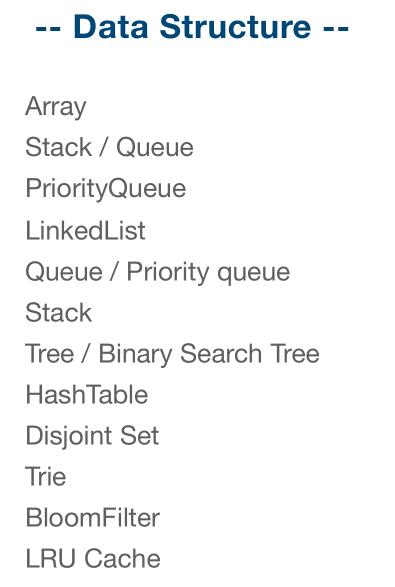 -- Data Structure --
Array
Stack / Queue
PriorityQueue
LinkedList
Queue / Priority queue
Stack
Tree / Binary Search Tree
HashTable
Disjoint Set
Trie
BloomFilter
LRU Cache